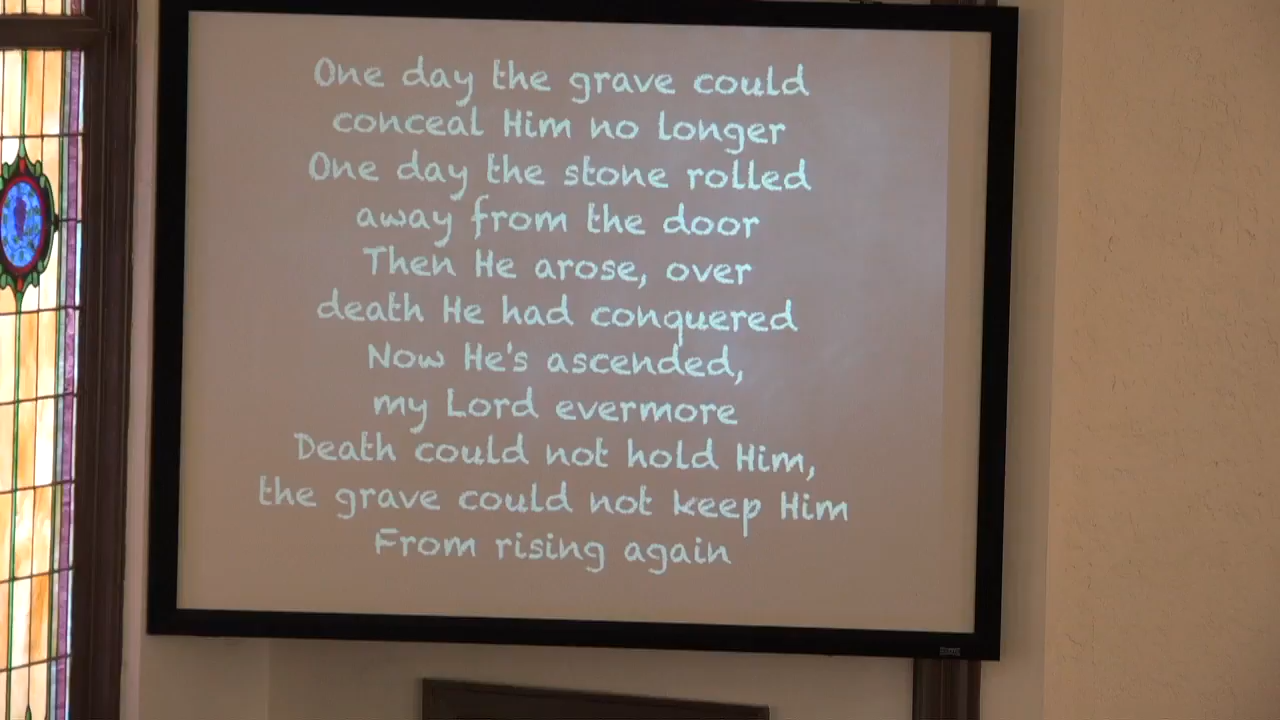 One day the grave could
conceal Him no longer
One day the stone rolled
away from the door
Then He arose, over
death He had conquered
Now He's ascended,
my Lord evermore
Death could not hold Him,
the grave could not keep Him
From rising again